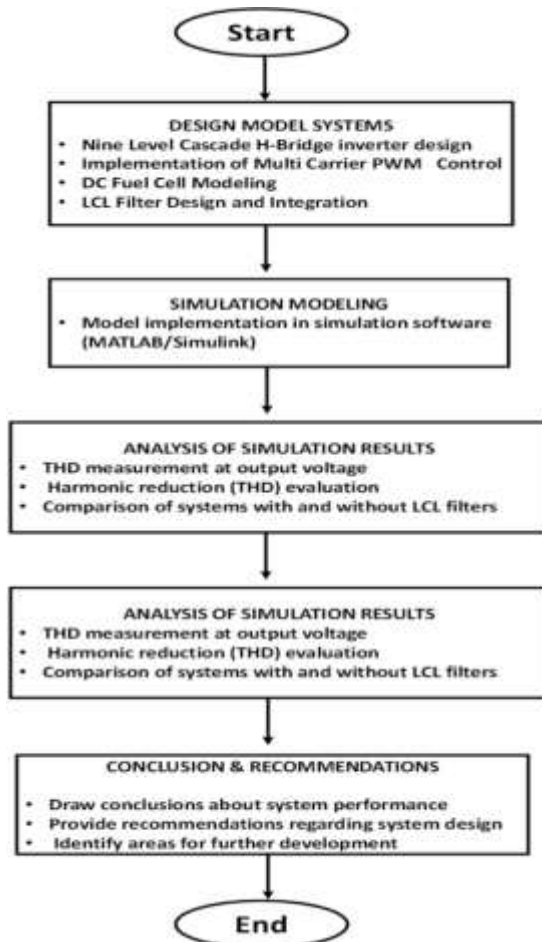 Start
DESIGN MODEL SYSTEMS
• Nine Level Cascade H-Bridge inverter design
• Implementation of Multi Carrier PWM Control
• DC Fuel Cell Modeling
• LCL Filter Design and Integration
SIMULATION MODELING
• Model implementation in simulation software
(MATLAB/Simulink)
ANALYSIS OF SIMULATION RESULTS
• THD measurement at output voltage
• Harmonic reduction (THD) evaluation
• Comparison of systems with and without LCL filters
ANALYSIS OF SIMULATION RESULTS
• THD measurement at output voltage
• Harmonic reduction (THD) evaluation
• Comparison of systems with and without LCL filters
CONCLUSION & RECOMMENDATIONS
• Draw conclusions about system performance
• Provide recommendations regarding system design
• Identify areas for further development
End